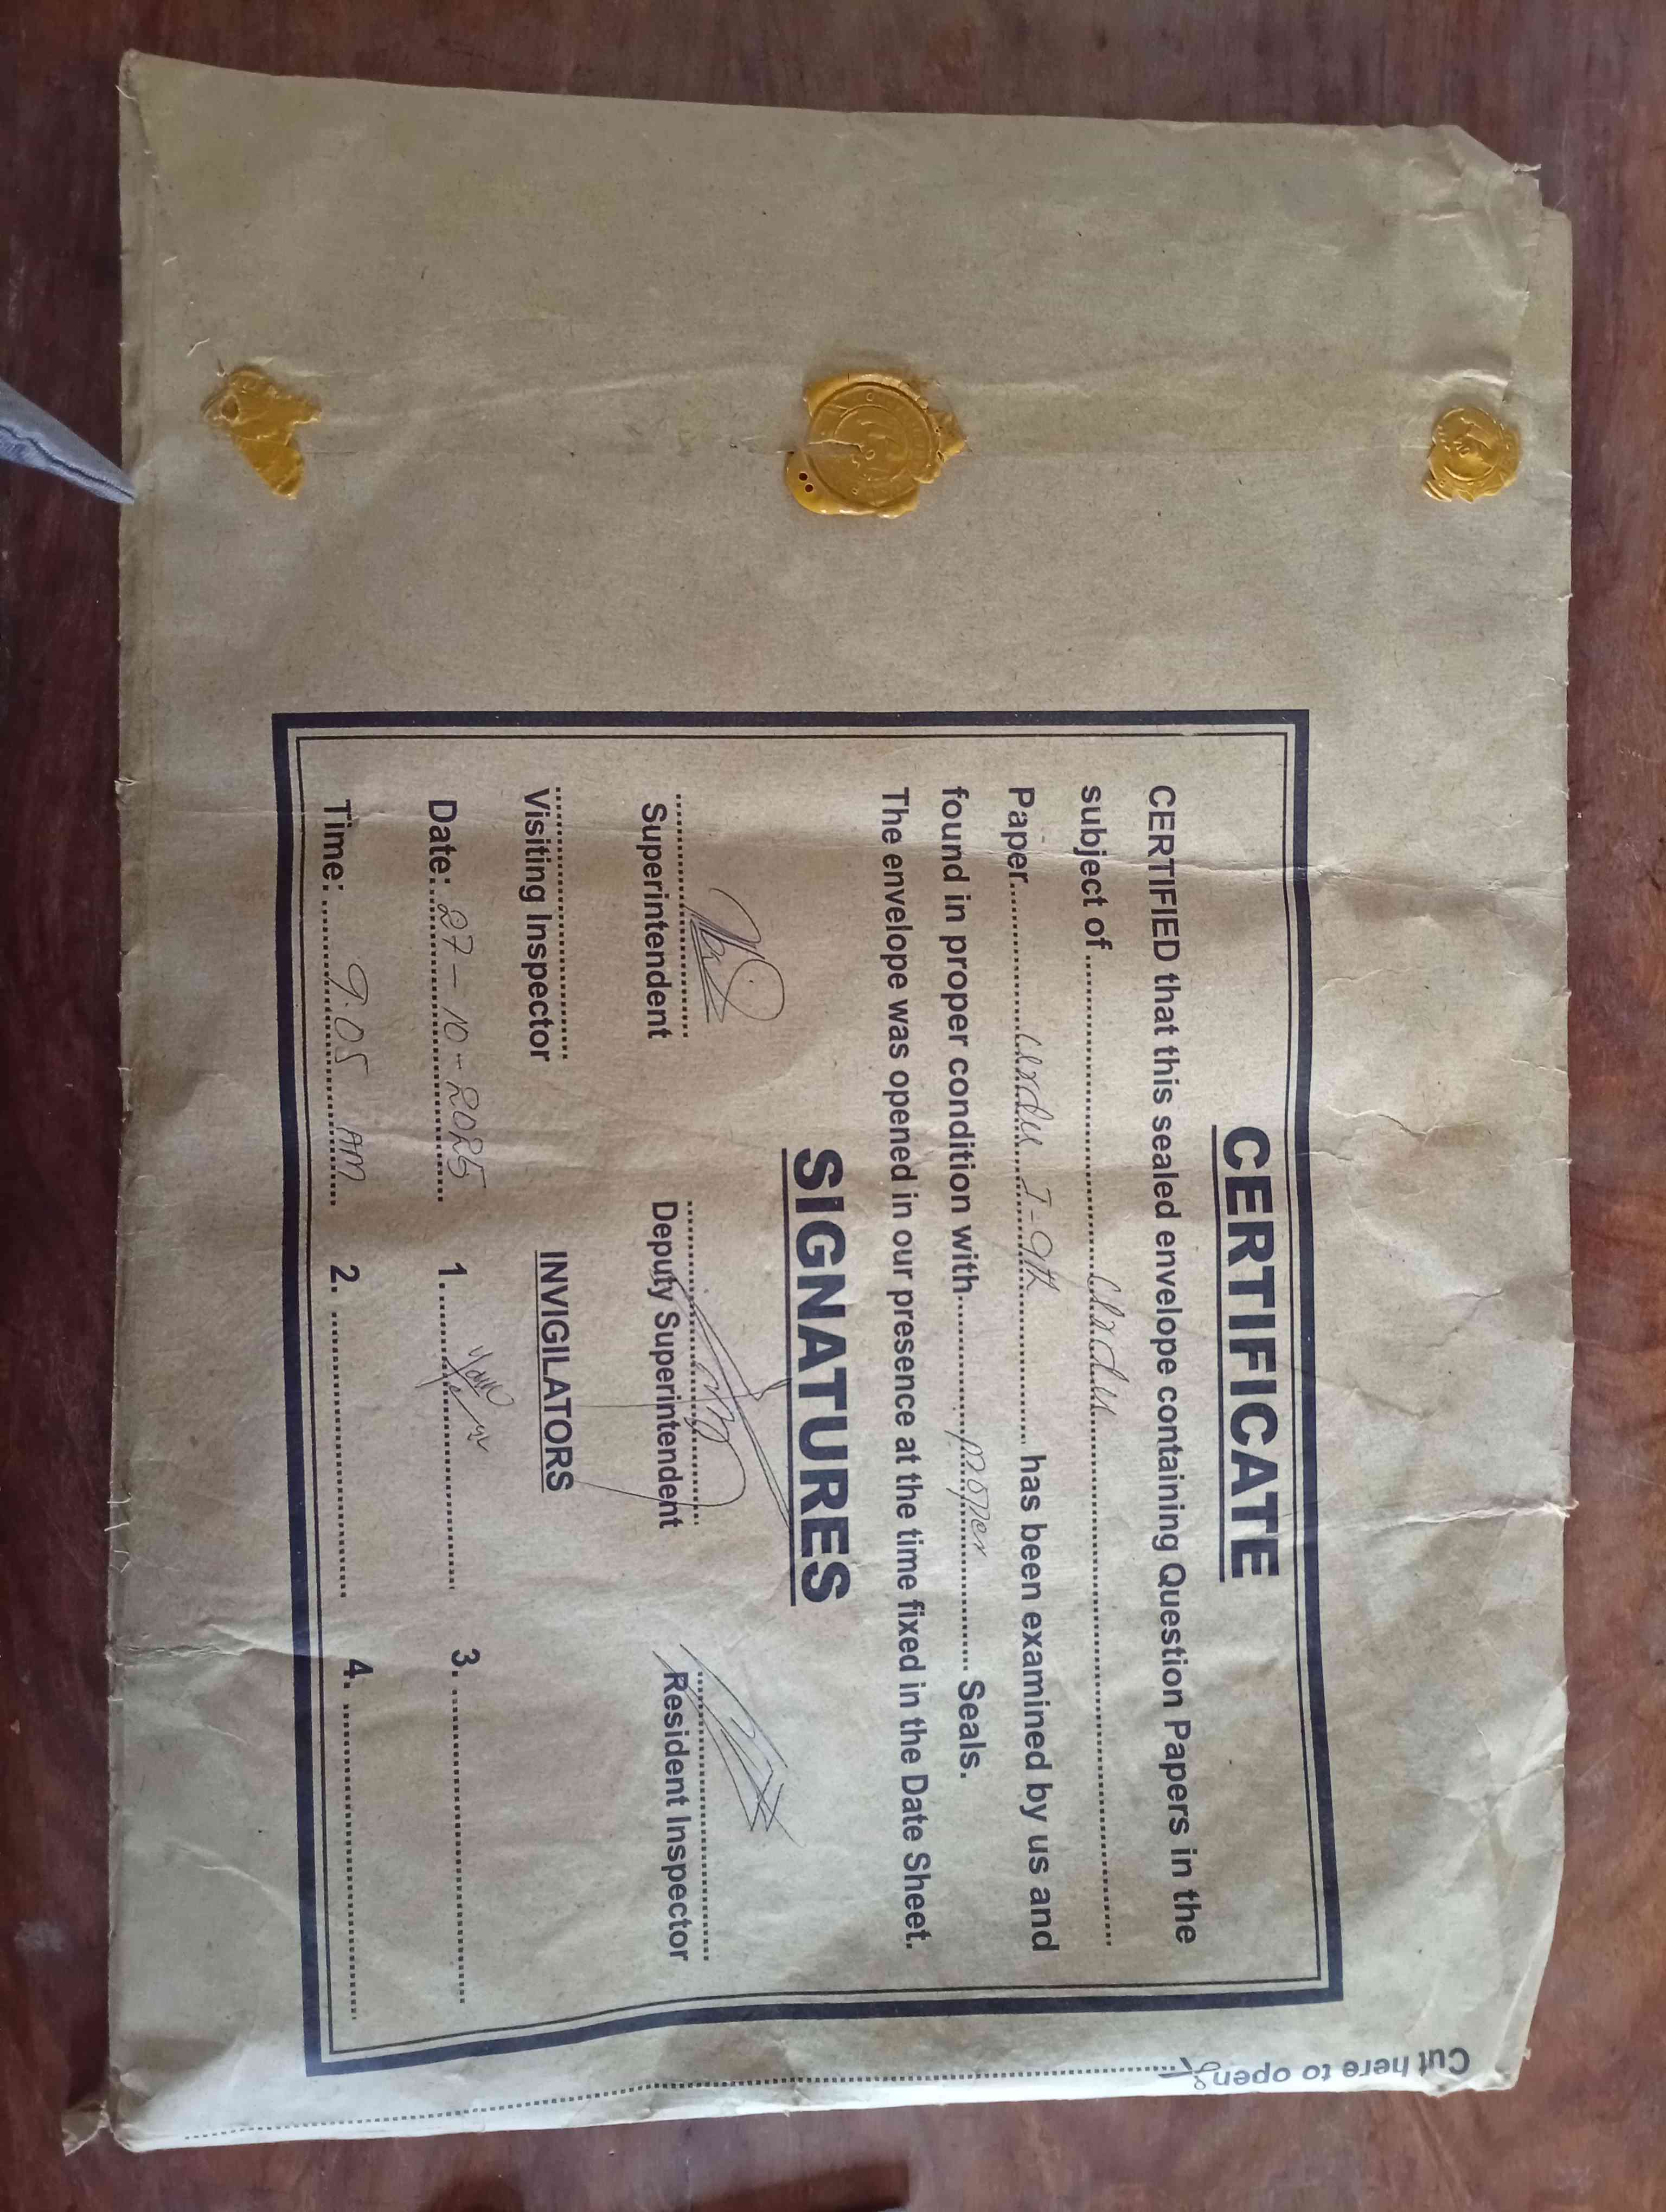 CERTIFICATE
CERTIFIED that this sealed envelope containing Question Papers in the
subject of.......... Urdu ..........
Paper.......... Urdu I-9th .......... has been examined by us and
found in proper condition with.......... proper .......... Seals.
The envelope was opened in our presence at the time fixed in the Date Sheet.
SIGNATURES
Superintendent Deputy Superintendent Resident Inspector
Visiting Inspector INVIGILATORS
Date: 27-10-2025 1. 3.
Time: 9.05 AM 2. 4.
Cut here to open